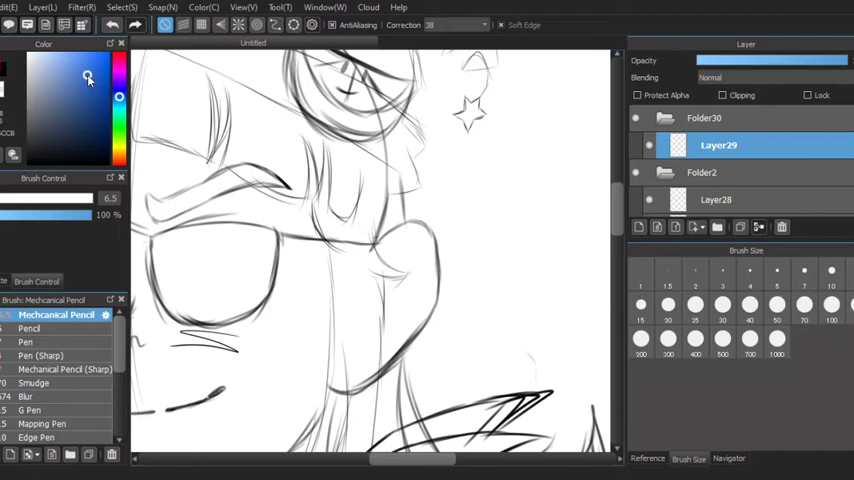 Edit(E) Layer(L) Select(S) Snap(N) Color(C) View(V) Tool(T) Window(W) Cloud Help
AntiAliasing Correction 38 Soft Edge
Color Untitled Layer
Opacity
Blending Normal
Protect Alpha Clipping Lock
Folder30
Layer29
Folder2
Layer28
Brush Control
6.5
100 %
Brush Control
Brush Size
1 1.5 2 3 4 5 7 10
15 20 25 30 40 50 70 100
200 300 400 500 700 1000
Brush: Mechanical Pencil
Mechcanical Pencil
Pencil
Pen
Pen (Sharp)
Mechanical Pencil (Sharp)
70 Smudge
Blur
G Pen
Mapping Pen
Edge Pen
Reference Brush Size Navigator